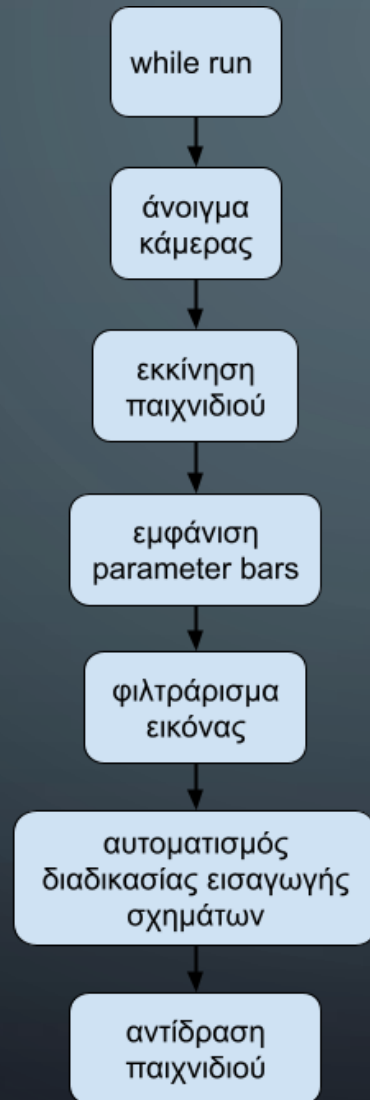 while run
άνοιγμα
κάμερας
εκκίνηση
παιχνιδιού
εμφάνιση
parameter bars
φιλτράρισμα
εικόνας
αυτοματισμός
διαδικασίας εισαγωγής
σχημάτων
αντίδραση
παιχνιδιού